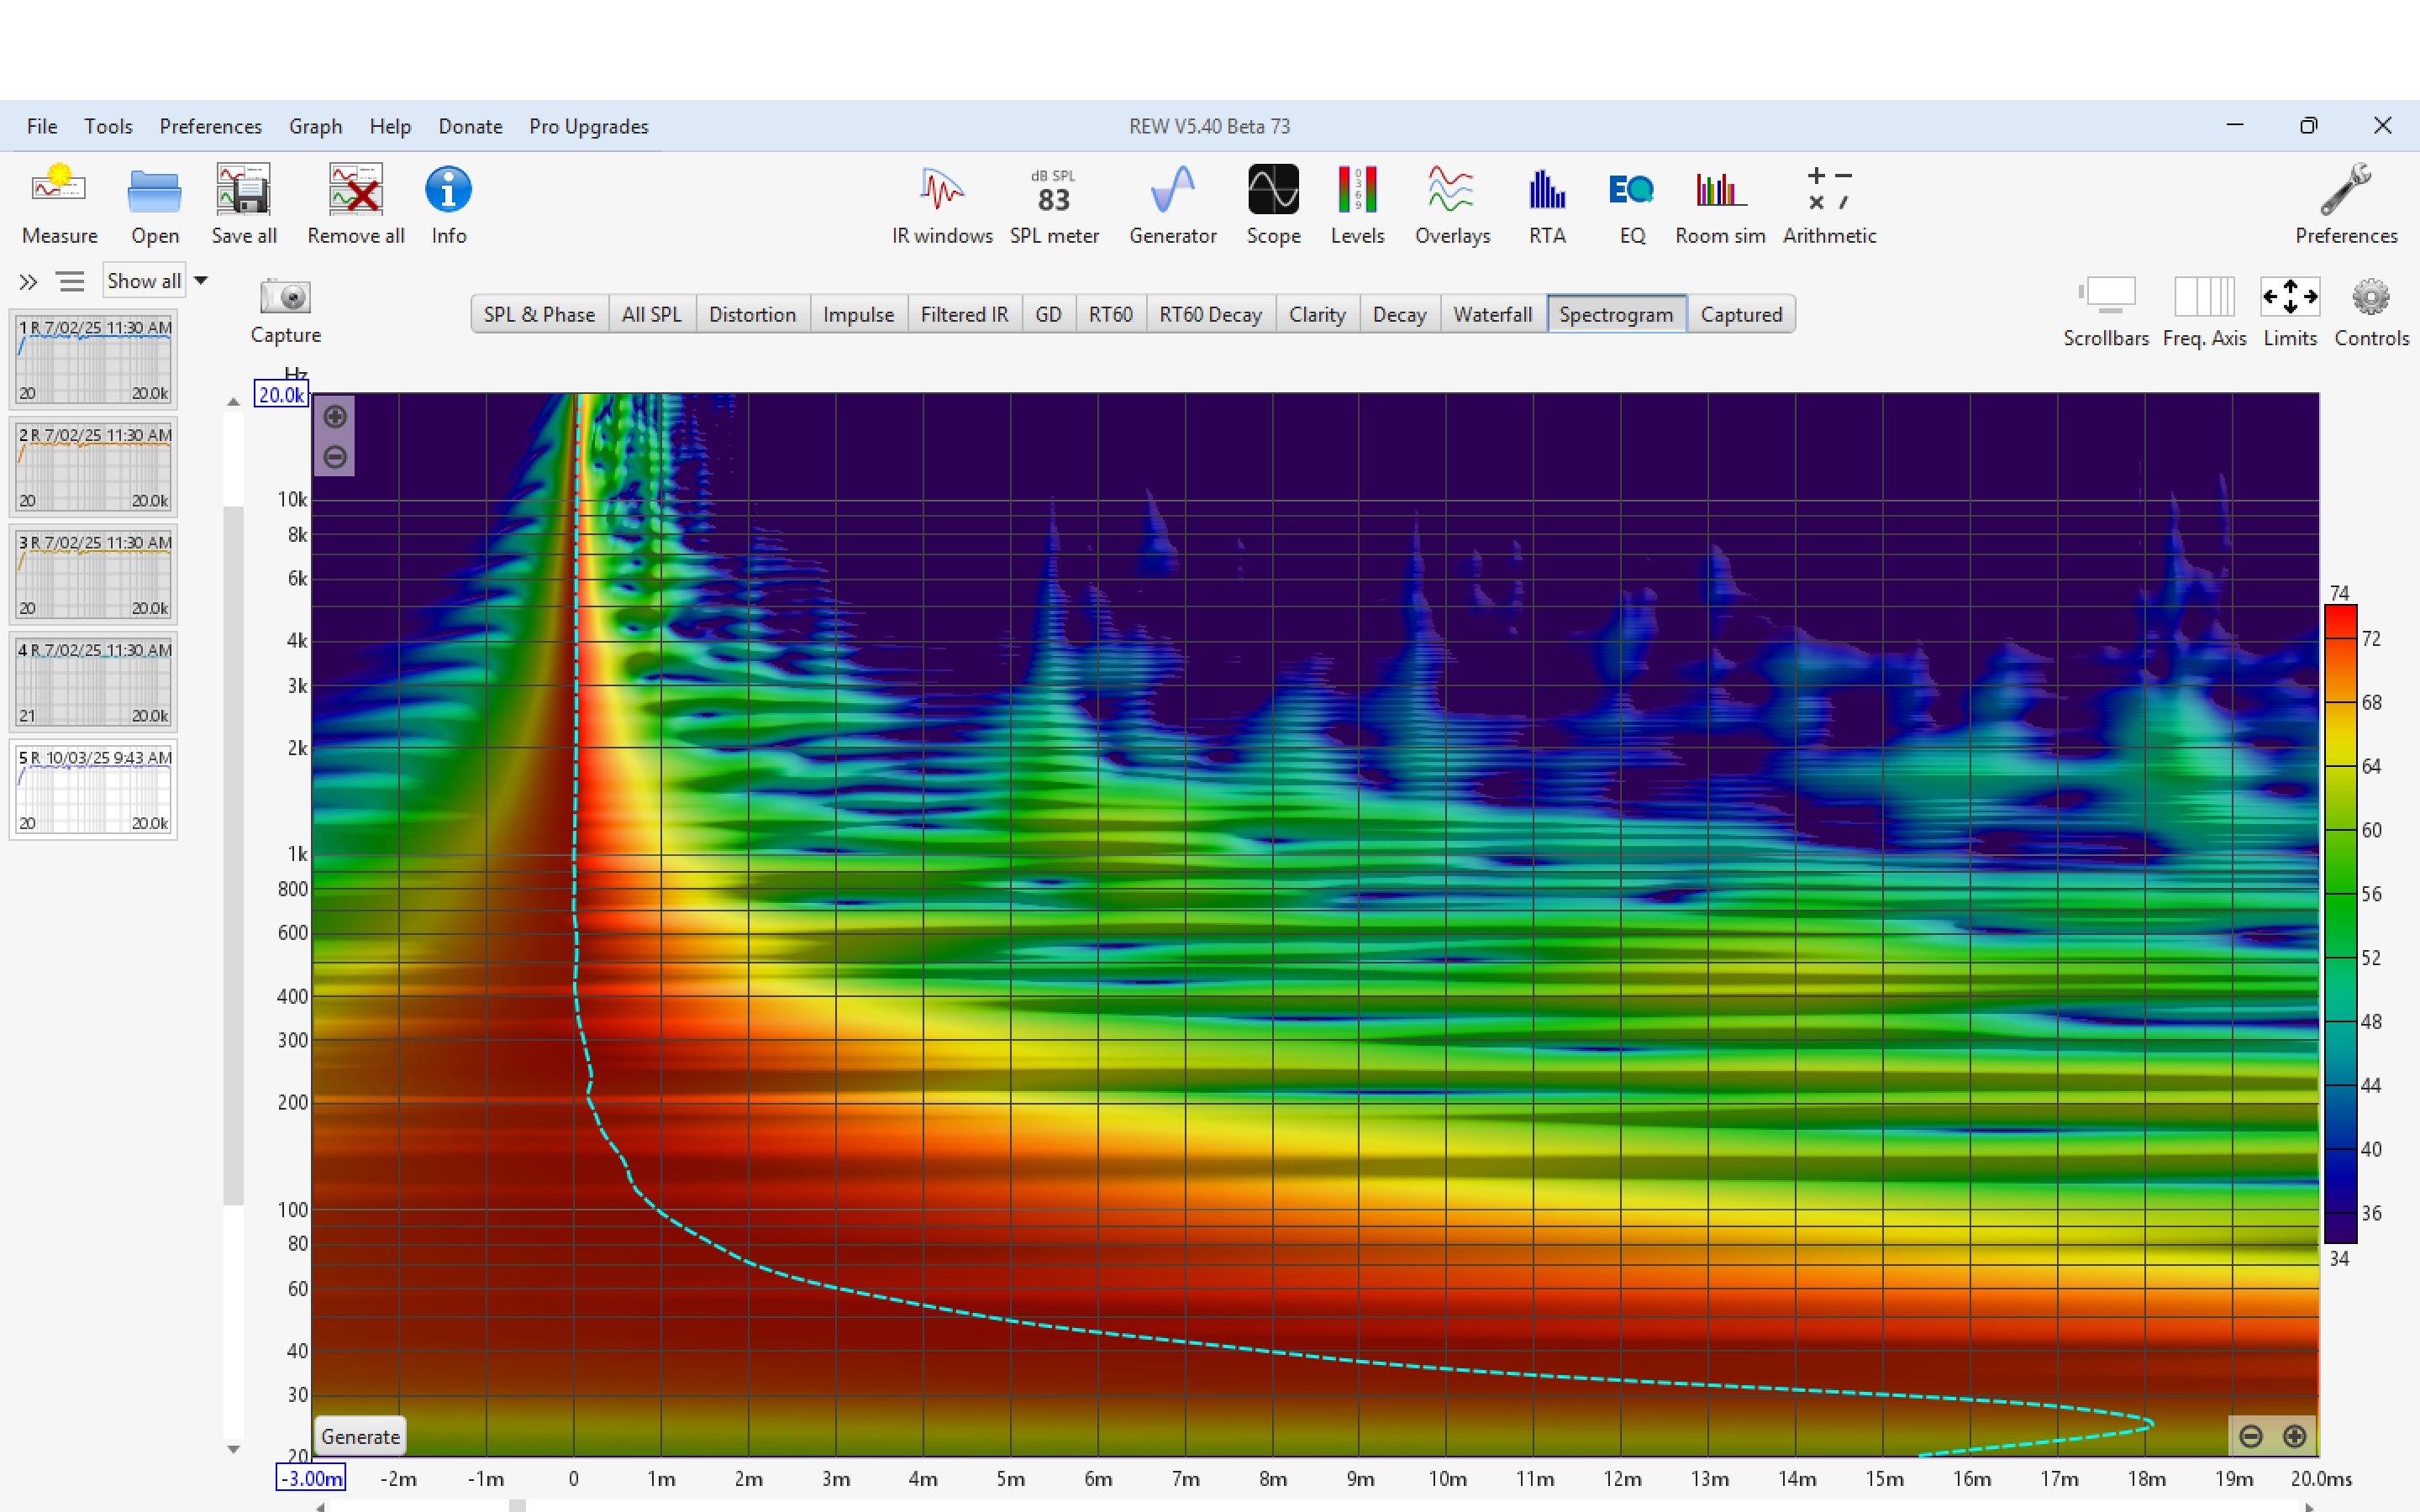 File Tools Preferences Graph Help Donate Pro Upgrades
REW V5.40 Beta 73
Measure Open Save all Remove all Info
dB SPL
83
0 3 6 9
EQ
IR windows SPL meter Generator Scope Levels Overlays RTA EQ Room sim Arithmetic Preferences
Show all
Capture
SPL & Phase All SPL Distortion Impulse Filtered IR GD RT60 RT60 Decay Clarity Decay Waterfall Spectrogram Captured
Scrollbars Freq. Axis Limits Controls
1 R 7/02/25 11:30 AM
20 20.0k
2 R 7/02/25 11:30 AM
20 20.0k
3 R 7/02/25 11:30 AM
20 20.0k
4 R 7/02/25 11:30 AM
21 20.0k
5 R 10/03/25 9:43 AM
20 20.0k
Hz
20.0k
10k
8k
6k
4k
3k
2k
1k
800
600
400
300
200
100
80
60
40
30
20
Generate
-3.00m -2m -1m 0 1m 2m 3m 4m 5m 6m 7m 8m 9m 10m 11m 12m 13m 14m 15m 16m 17m 18m 19m 20.0ms
74
72
68
64
60
56
52
48
44
40
36
34